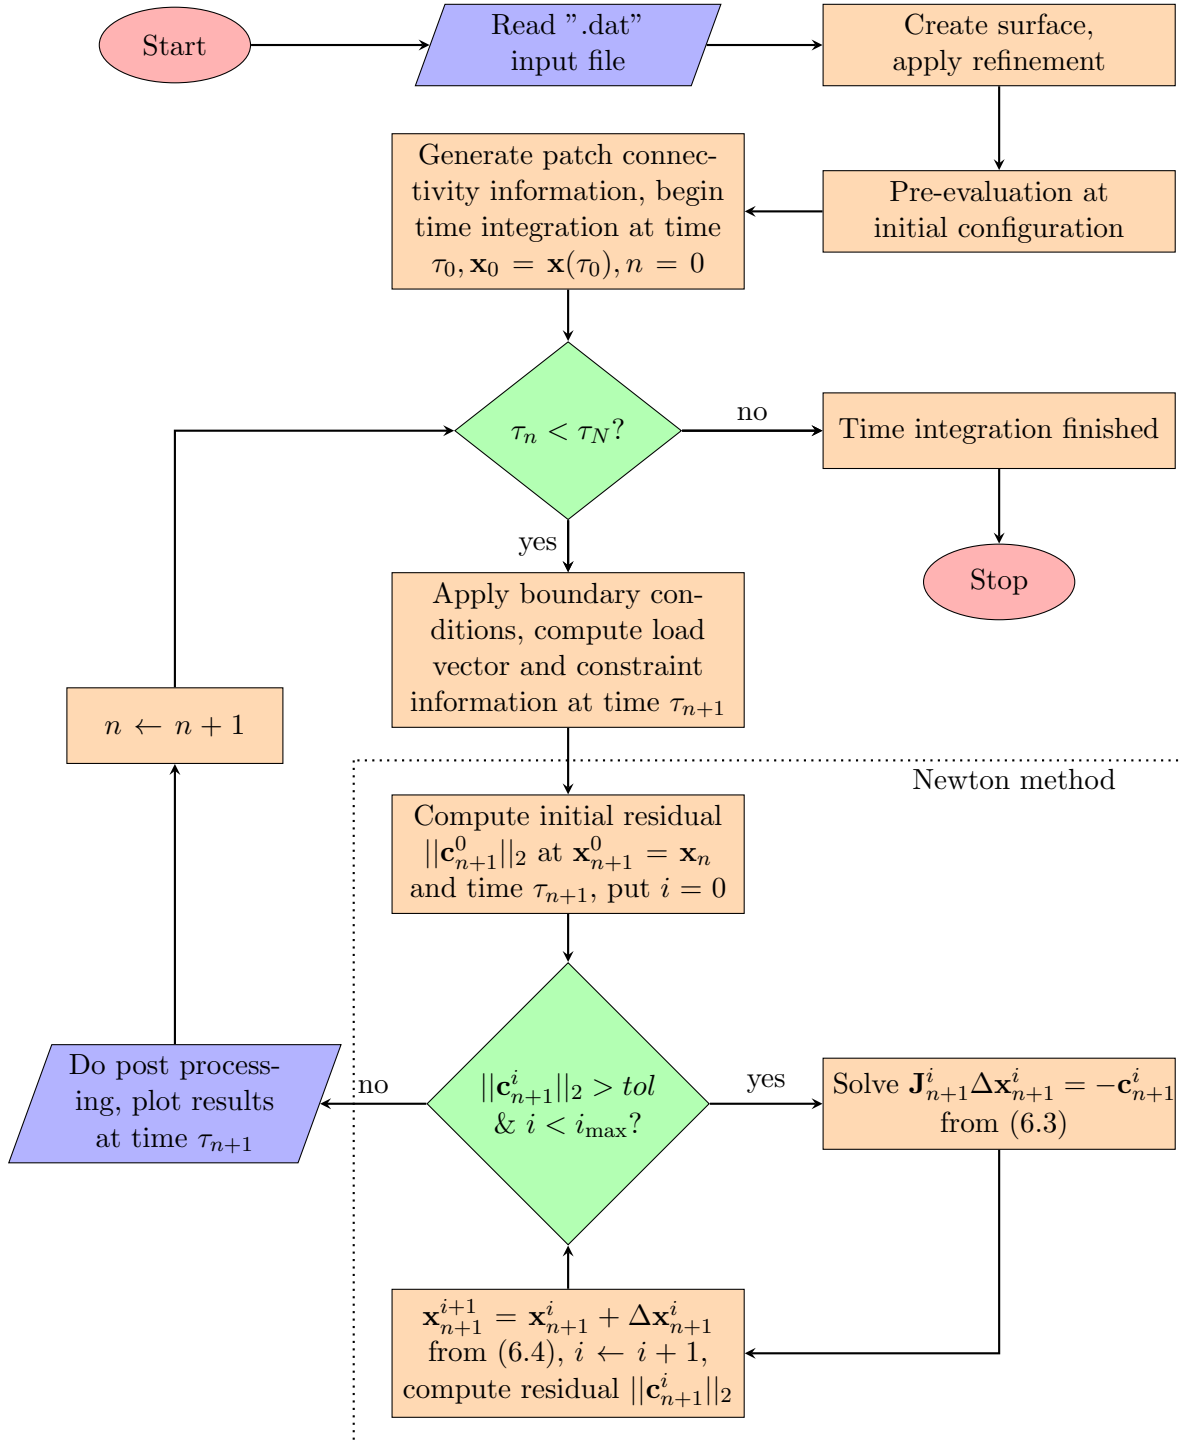 Start
Read ".dat"
input file
Create surface,
apply refinement
Generate patch connec-
tivity information, begin
time integration at time
τ₀, 𝐱₀ = 𝐱(τ₀), n = 0
Pre-evaluation at
initial configuration
τₙ < τ_N?
no
Time integration finished
yes
Stop
Apply boundary con-
ditions, compute load
vector and constraint
information at time τₙ₊₁
n ← n + 1
Newton method
Compute initial residual
||𝐜⁰ₙ₊₁||₂ at 𝐱⁰ₙ₊₁ = 𝐱ₙ
and time τₙ₊₁, put i = 0
Do post process-
ing, plot results
at time τₙ₊₁
no
||𝐜ⁱₙ₊₁||₂ > tol
& i < i_max?
yes
Solve 𝐉ⁱₙ₊₁Δ𝐱ⁱₙ₊₁ = −𝐜ⁱₙ₊₁
from (6.3)
𝐱ⁱ⁺¹ₙ₊₁ = 𝐱ⁱₙ₊₁ + Δ𝐱ⁱₙ₊₁
from (6.4), i ← i + 1,
compute residual ||𝐜ⁱₙ₊₁||₂